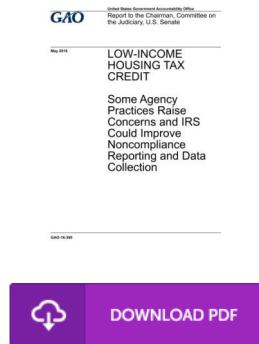 GAO
United States Government Accountability Office
Report to the Chairman, Committee on
the Judiciary, U.S. Senate
May 2016
LOW-INCOME
HOUSING TAX
CREDIT
Some Agency
Practices Raise
Concerns and IRS
Could Improve
Noncompliance
Reporting and Data
Collection
GAO-16-360
DOWNLOAD PDF